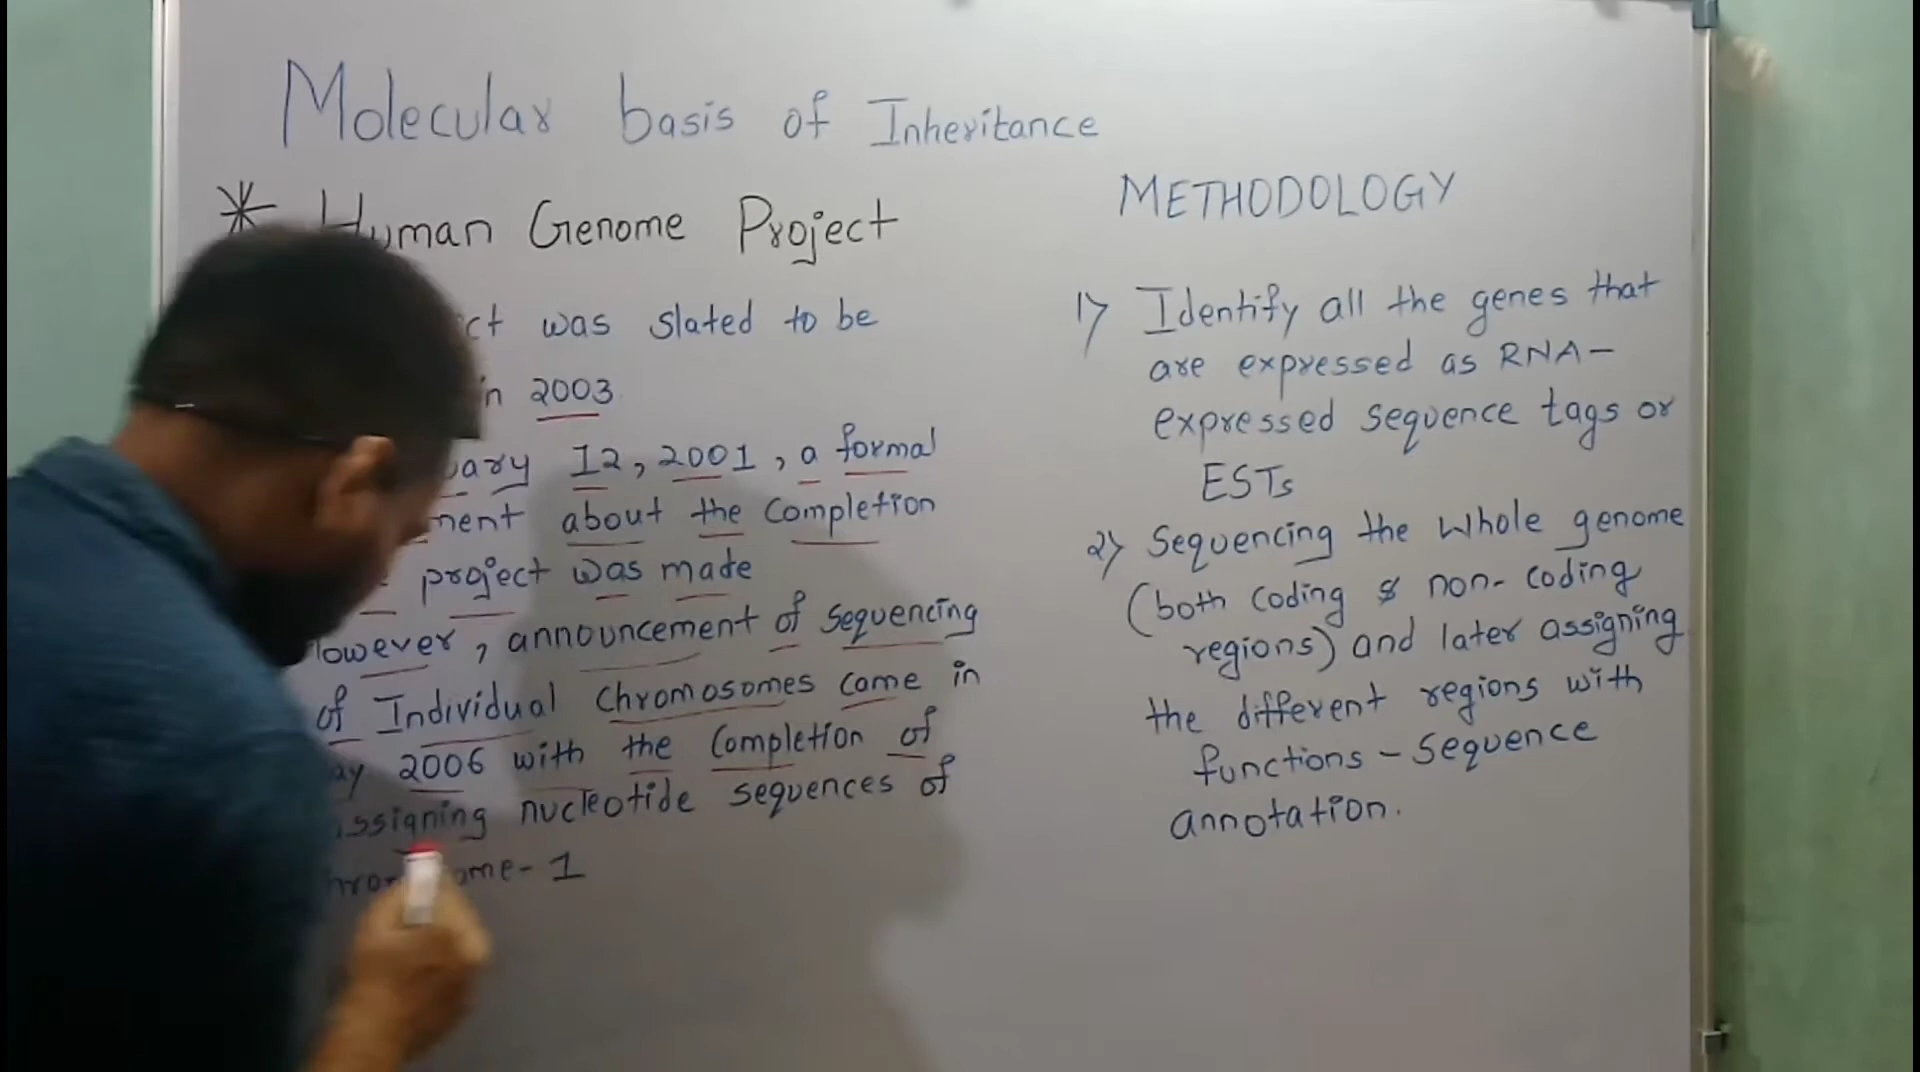 Molecular basis of Inheritance
* Human Genome Project
was slated to be
in 2003.
12, 2001, a formal
about the completion
project was made
However, announcement of sequencing
of Individual chromosomes came in
2006 with the completion of
assigning nucleotide sequences of
1
METHODOLOGY
1) Identify all the genes that
are expressed as RNA-
expressed sequence tags or
ESTs
2) Sequencing the whole genome
(both coding & non-coding
regions) and later assigning
the different regions with
functions - sequence
annotation.